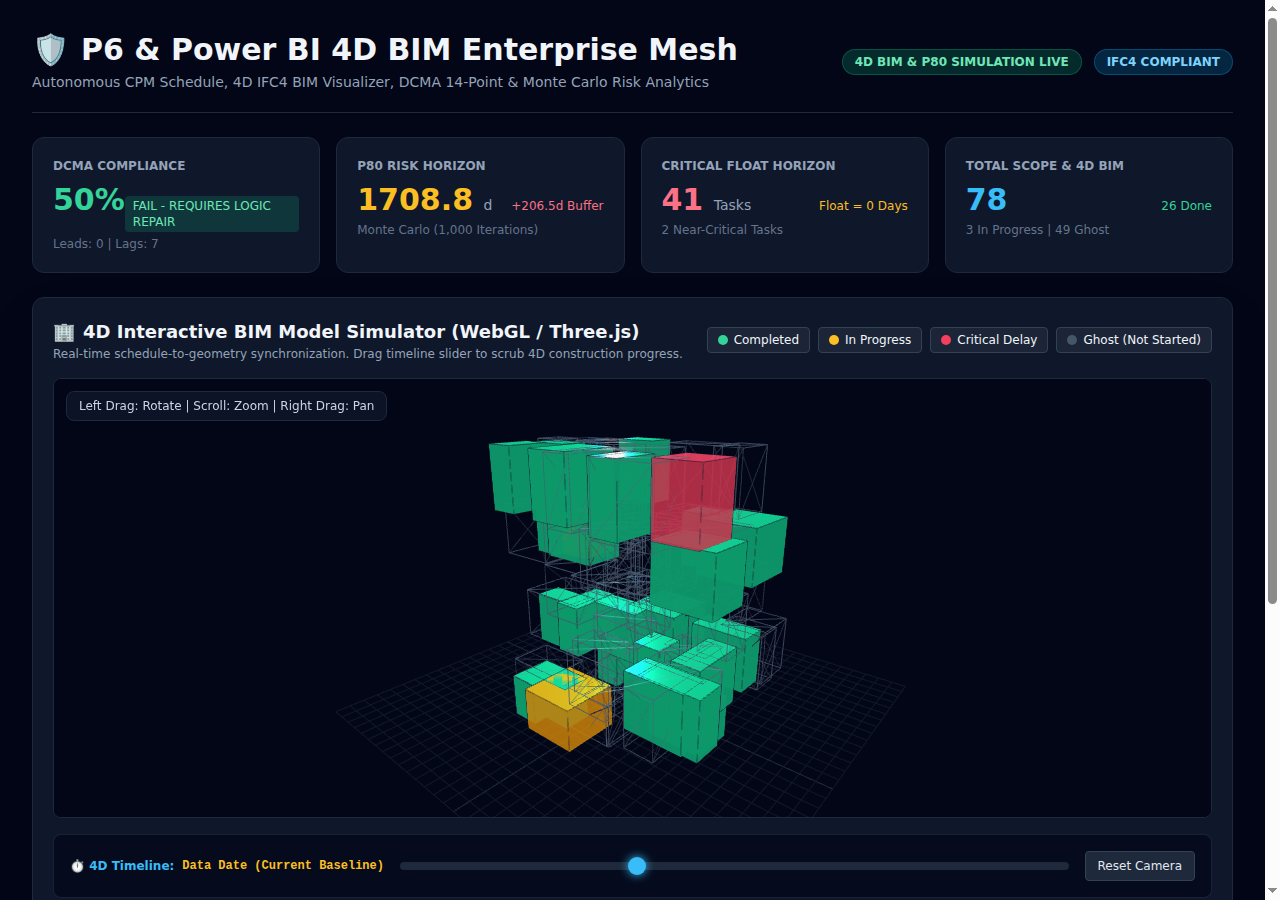 🛡️ P6 & Power BI 4D BIM Enterprise Mesh
Autonomous CPM Schedule, 4D IFC4 BIM Visualizer, DCMA 14-Point & Monte Carlo Risk Analytics
4D BIM & P80 SIMULATION LIVE
IFC4 COMPLIANT
DCMA COMPLIANCE
50%
FAIL - REQUIRES LOGIC
REPAIR
Leads: 0 | Lags: 7
P80 RISK HORIZON
1708.8 d
+206.5d Buffer
Monte Carlo (1,000 Iterations)
CRITICAL FLOAT HORIZON
41 Tasks
Float = 0 Days
2 Near-Critical Tasks
TOTAL SCOPE & 4D BIM
78
26 Done
3 In Progress | 49 Ghost
🏢 4D Interactive BIM Model Simulator (WebGL / Three.js)
Real-time schedule-to-geometry synchronization. Drag timeline slider to scrub 4D construction progress.
Completed
In Progress
Critical Delay
Ghost (Not Started)
Left Drag: Rotate | Scroll: Zoom | Right Drag: Pan
⏱️ 4D Timeline: Data Date (Current Baseline)
Reset Camera